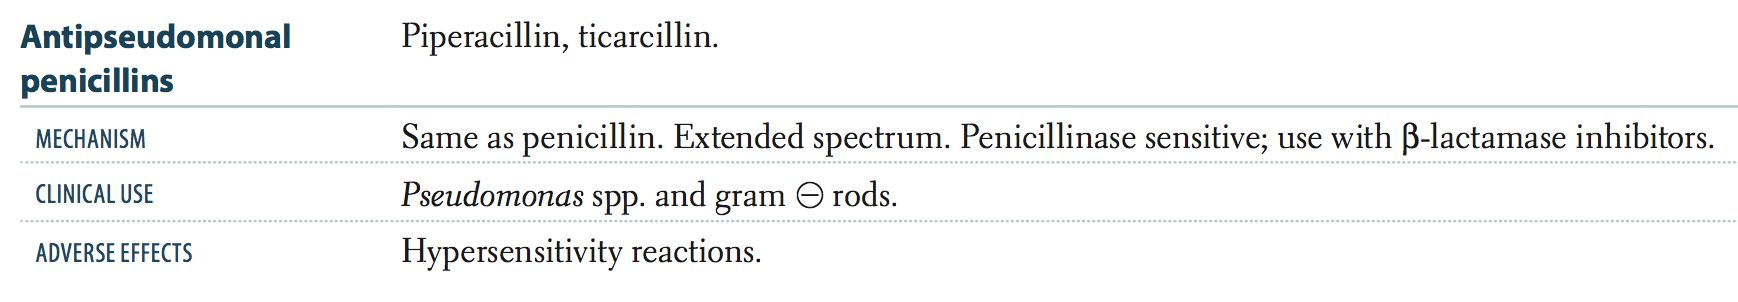 Antipseudomonal penicillins
Piperacillin, ticarcillin.
MECHANISM
Same as penicillin. Extended spectrum. Penicillinase sensitive; use with β-lactamase inhibitors.
CLINICAL USE
Pseudomonas spp. and gram ⊖ rods.
ADVERSE EFFECTS
Hypersensitivity reactions.